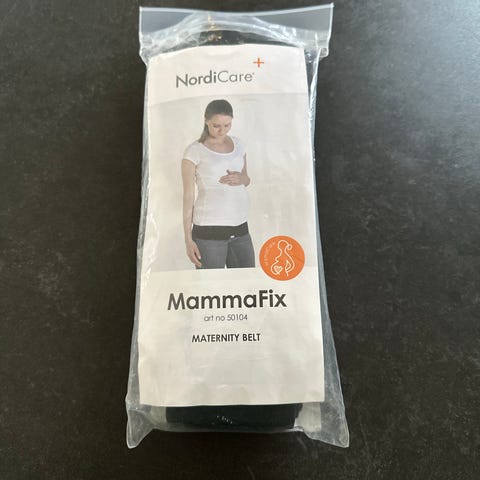 NordiCare®
MammaFix
art no 50104
MATERNITY BELT